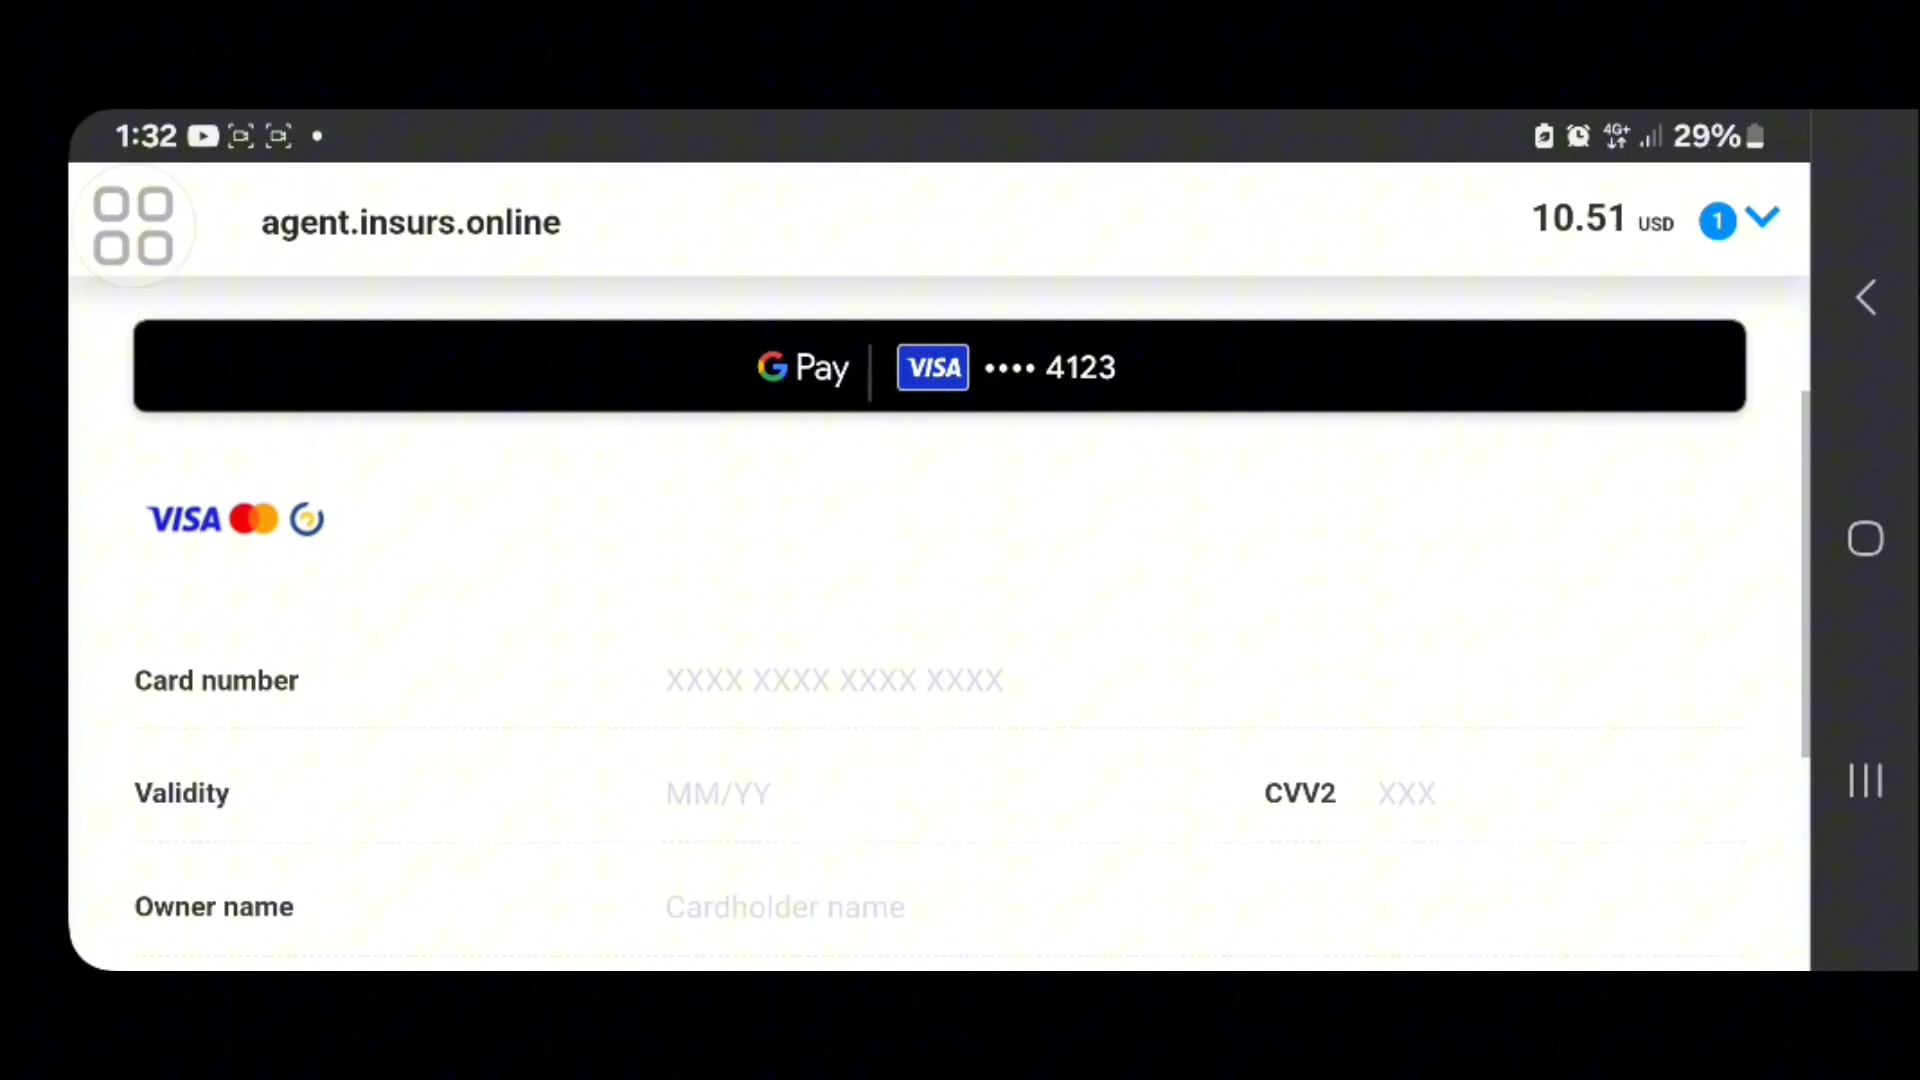 1:32
4G+ 29%
agent.insurs.online
10.51 USD 1
G Pay VISA •••• 4123
VISA
Card number XXXX XXXX XXXX XXXX
Validity MM/YY CVV2 XXX
Owner name Cardholder name